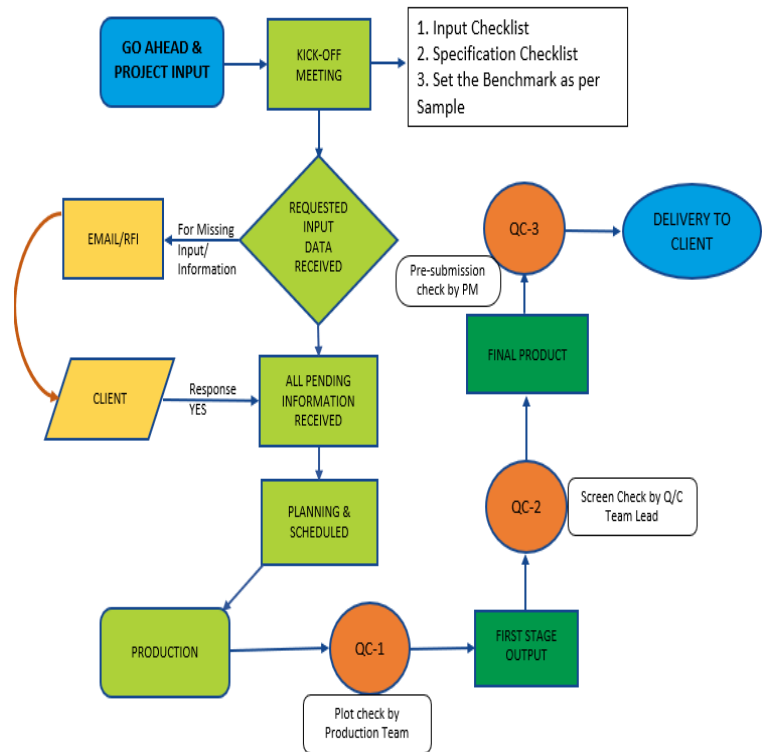 GO AHEAD &
PROJECT INPUT
KICK-OFF
MEETING
1. Input Checklist
2. Specification Checklist
3. Set the Benchmark as per
Sample
REQUESTED
INPUT
DATA
RECEIVED
For Missing
Input/
Information
EMAIL/RFI
CLIENT
Response
YES
ALL PENDING
INFORMATION
RECEIVED
PLANNING &
SCHEDULED
PRODUCTION
QC-1
Plot check by
Production Team
FIRST STAGE
OUTPUT
QC-2
Screen Check by Q/C
Team Lead
FINAL PRODUCT
QC-3
Pre-submission
check by PM
DELIVERY TO
CLIENT